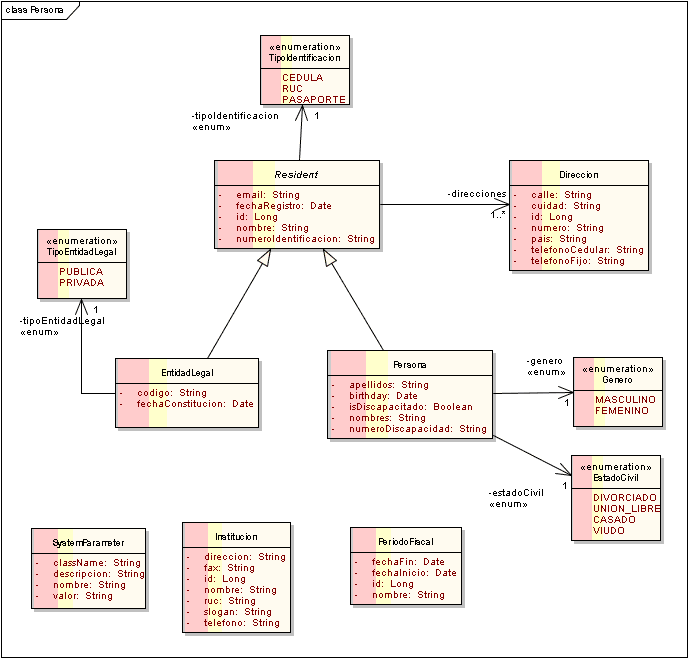 class Persona
«enumeration»
TipoIdentificacion
CEDULA
RUC
PASAPORTE
-tipoIdentificacion
«enum»
1
Resident
- email: String
- fechaRegistro: Date
- id: Long
- nombre: String
- numeroIdentificacion: String
-direcciones
1..*
Direccion
- calle: String
- cuidad: String
- id: Long
- numero: String
- pais: String
- telefonoCedular: String
- telefonoFijo: String
«enumeration»
TipoEntidadLegal
PUBLICA
PRIVADA
-tipoEntidadLegal
«enum»
1
EntidadLegal
- codigo: String
- fechaConstitucion: Date
Persona
- apellidos: String
- birthday: Date
- isDiscapacitado: Boolean
- nombres: String
- numeroDiscapacidad: String
-genero
«enum»
1
«enumeration»
Genero
MASCULINO
FEMENINO
-estadoCivil
«enum»
1
«enumeration»
EstadoCivil
DIVORCIADO
UNION_LIBRE
CASADO
VIUDO
SystemParameter
- className: String
- descripcion: String
- nombre: String
- valor: String
Institucion
- direccion: String
- fax: String
- id: Long
- nombre: String
- ruc: String
- slogan: String
- telefono: String
PeriodoFiscal
- fechaFin: Date
- fechaInicio: Date
- id: Long
- nombre: String